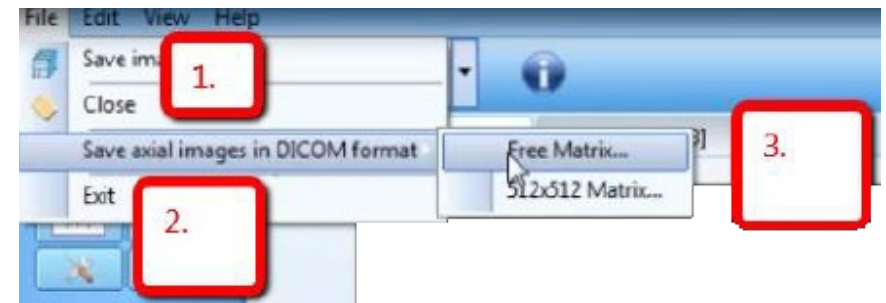 File Edit View Help
Save
1.
Close
Save axial images in DICOM format
Free Matrix...
3]
3.
512x512 Matrix...
Exit
2.